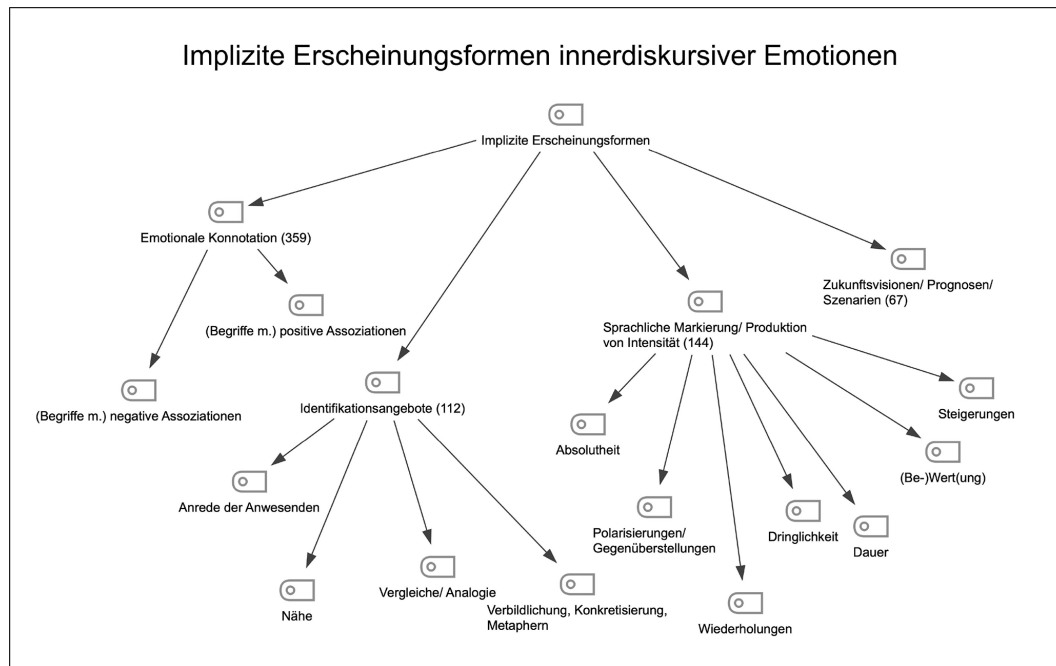 Implizite Erscheinungsformen innerdiskursiver Emotionen
Implizite Erscheinungsformen
Emotionale Konnotation (359)
Zukunftsvisionen/ Prognosen/
Szenarien (67)
(Begriffe m.) positive Assoziationen
Sprachliche Markierung/ Produktion
von Intensität (144)
(Begriffe m.) negative Assoziationen
Identifikationsangebote (112)
Steigerungen
Absolutheit
(Be-)Wert(ung)
Anrede der Anwesenden
Polarisierungen/
Gegenüberstellungen
Dringlichkeit
Dauer
Vergleiche/ Analogie
Nähe
Verbildlichung, Konkretisierung,
Metaphern
Wiederholungen